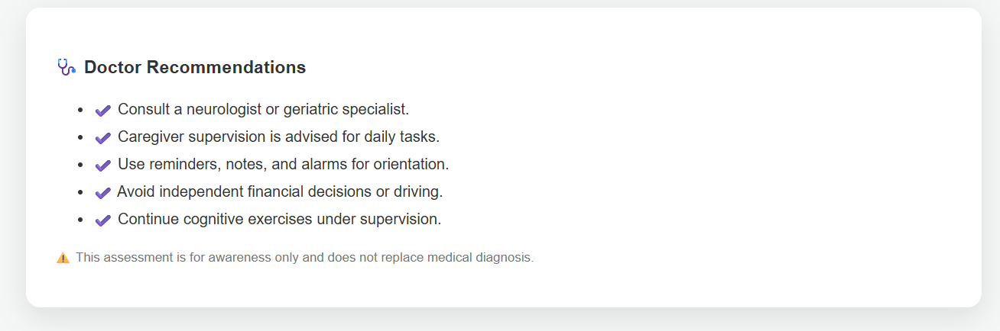 🩺 Doctor Recommendations
• ✔ Consult a neurologist or geriatric specialist.
• ✔ Caregiver supervision is advised for daily tasks.
• ✔ Use reminders, notes, and alarms for orientation.
• ✔ Avoid independent financial decisions or driving.
• ✔ Continue cognitive exercises under supervision.
⚠ This assessment is for awareness only and does not replace medical diagnosis.